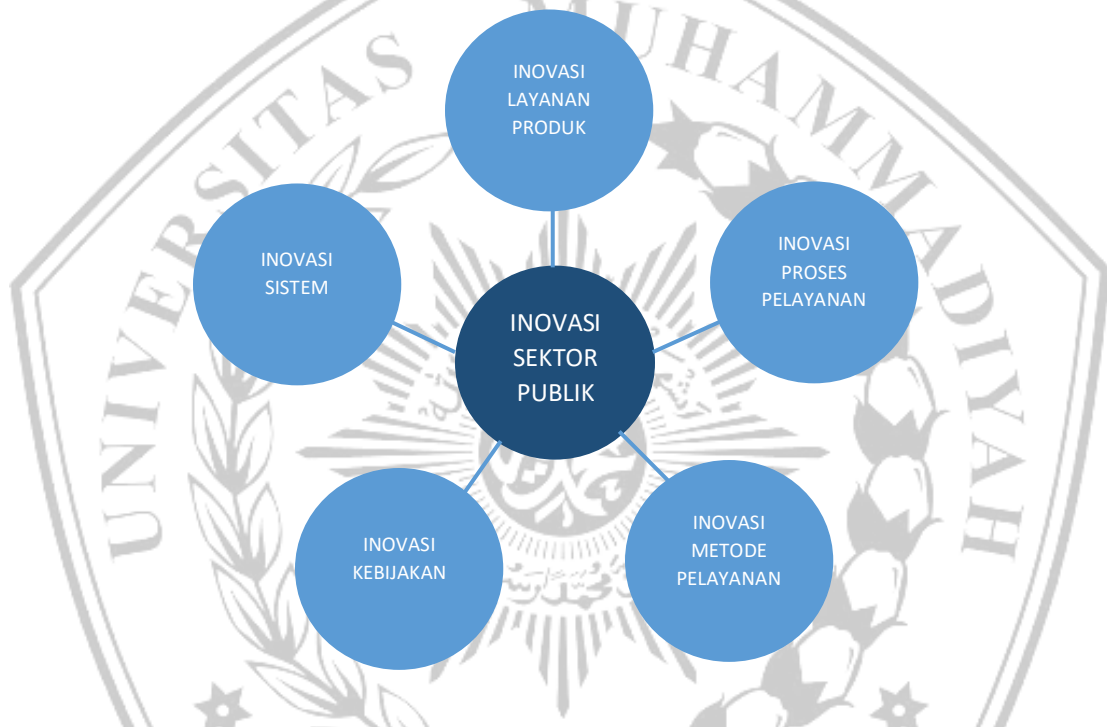 UNIVERSITAS MUHAMMADIYAH
INOVASI
LAYANAN
PRODUK
INOVASI
SISTEM
INOVASI
PROSES
PELAYANAN
INOVASI
SEKTOR
PUBLIK
INOVASI
KEBIJAKAN
INOVASI
METODE
PELAYANAN